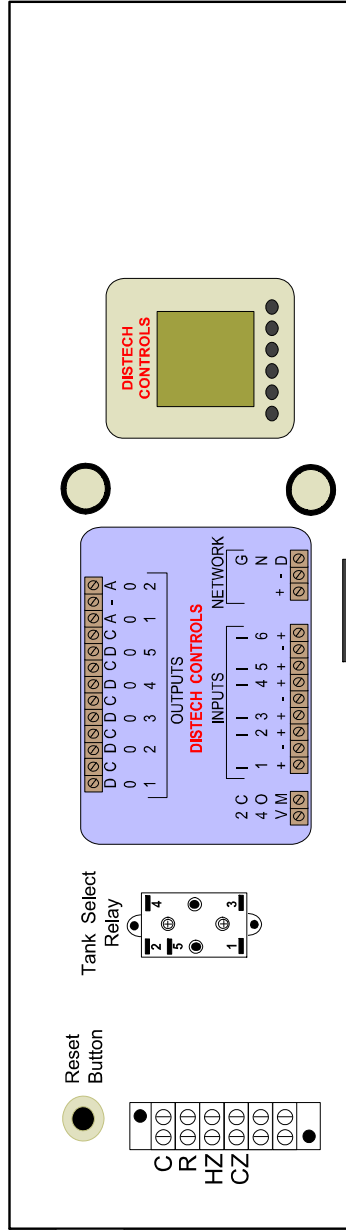 Reset
Button
C
R
HZ
CZ
Tank Select
Relay
2
4
5
1
3
D C D C D C D C D C A - A
0 0 0 0 0 0 0
1 2 3 4 5 1 2
OUTPUTS
DISTECH CONTROLS
INPUTS
NETWORK
2 C I I I I I I G
4 O 1 2 3 4 5 6 N
V M + - + + - + + - + + - D
DISTECH
CONTROLS